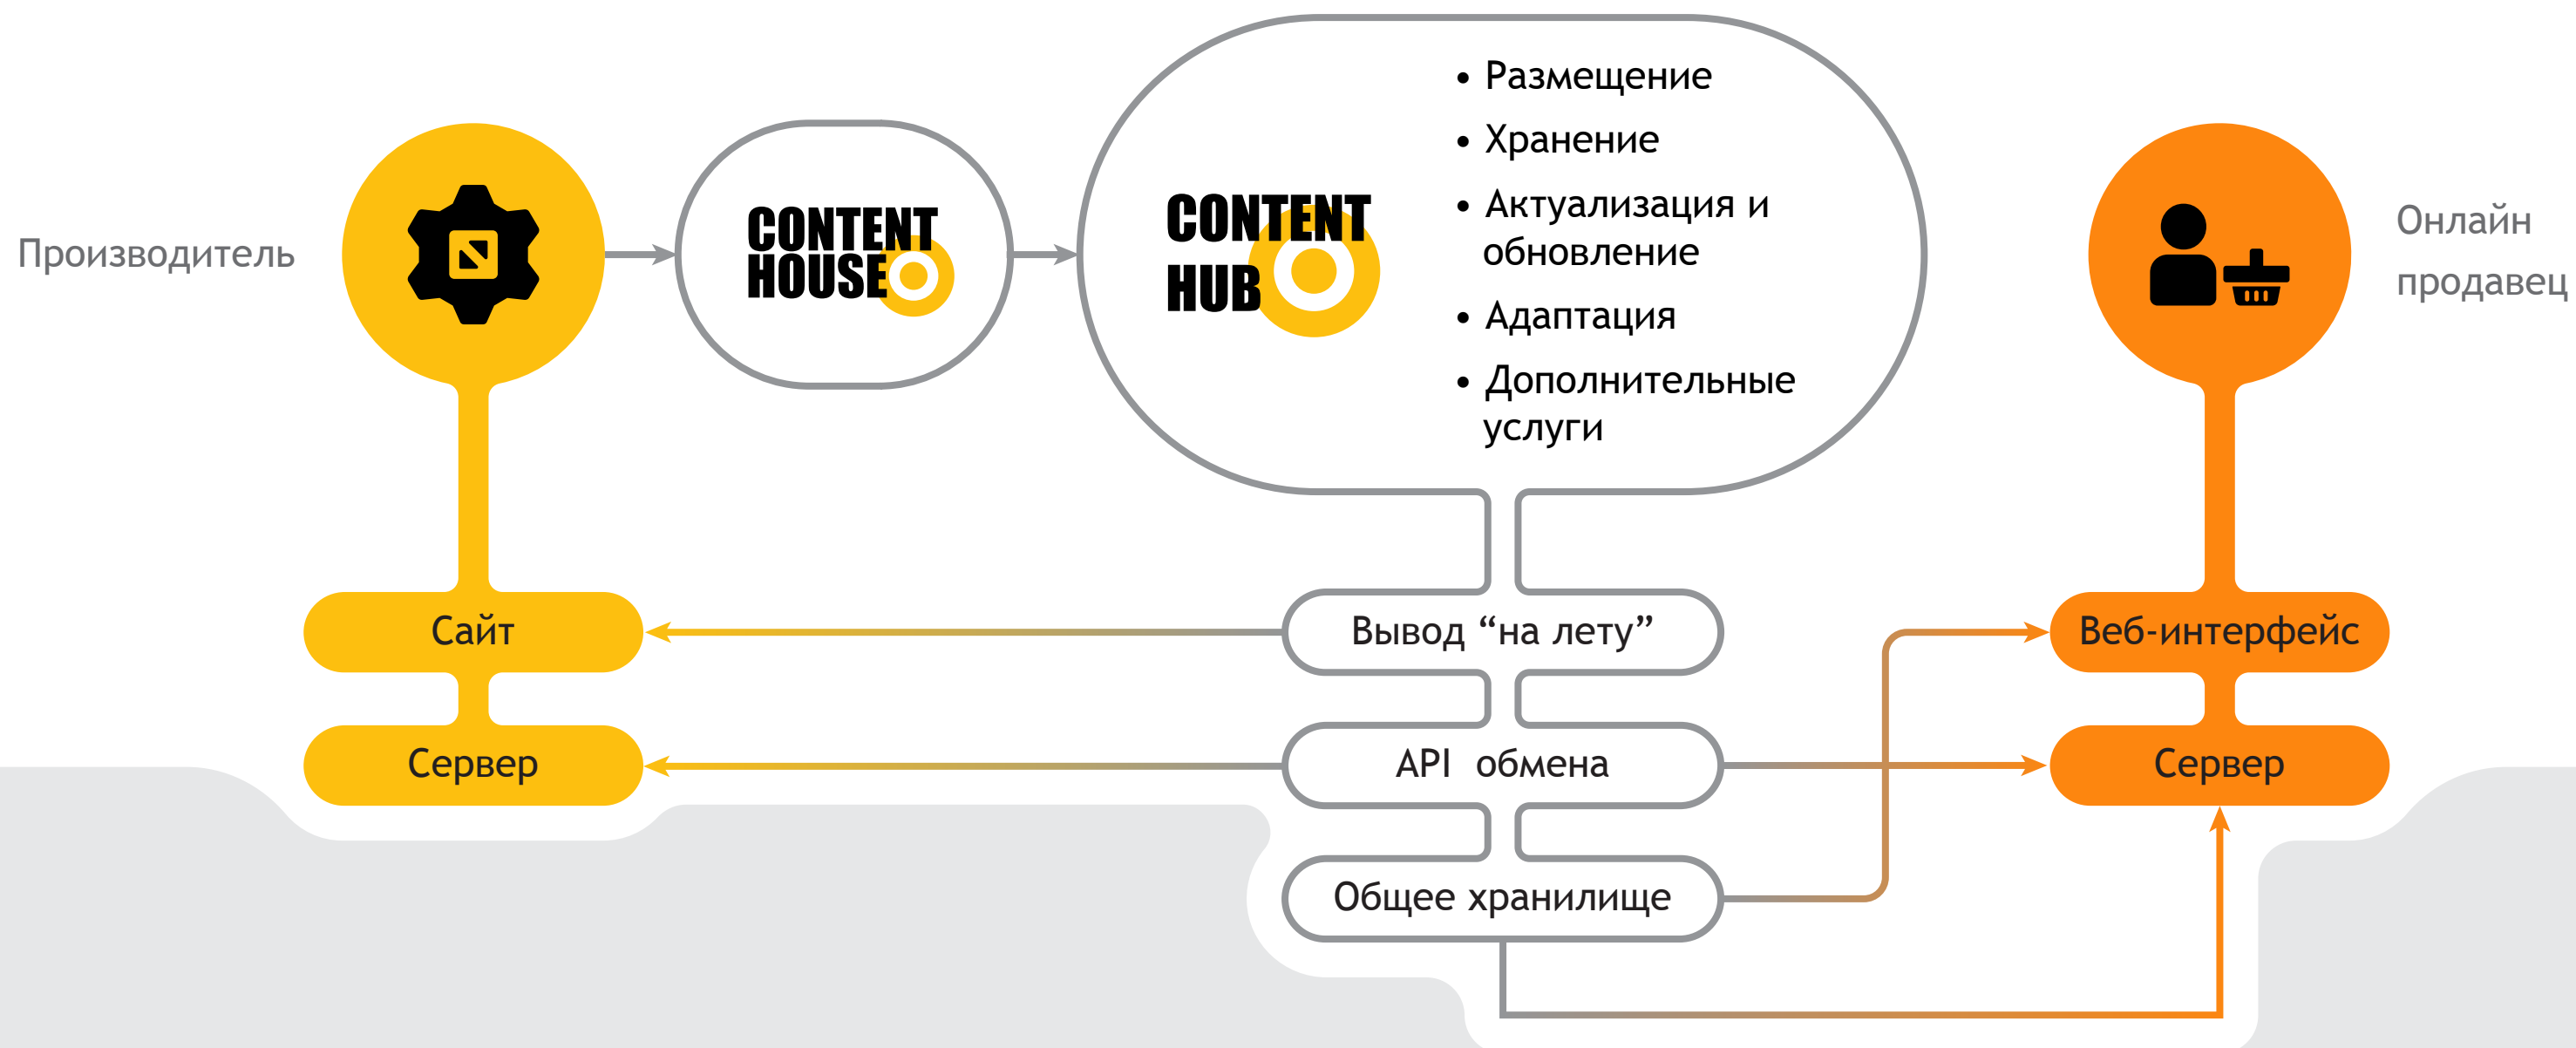 Производитель
CONTENT
HOUSE
CONTENT
HUB
• Размещение
• Хранение
• Актуализация и
обновление
• Адаптация
• Дополнительные
услуги
Онлайн
продавец
Сайт
Вывод “на лету”
Веб-интерфейс
Сервер
API обмена
Сервер
Общее хранилище